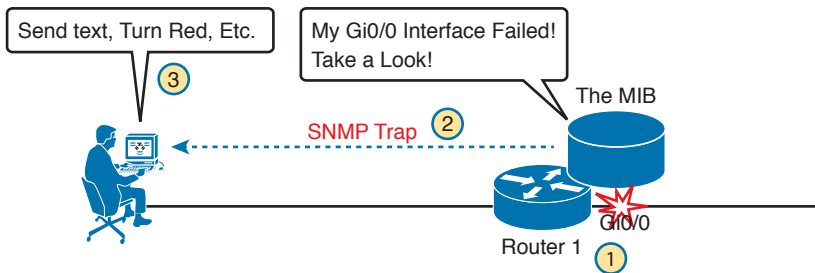 Send text, Turn Red, Etc.
My Gi0/0 Interface Failed!
Take a Look!
3
The MIB
SNMP Trap
2
Gi0/0
Router 1
1